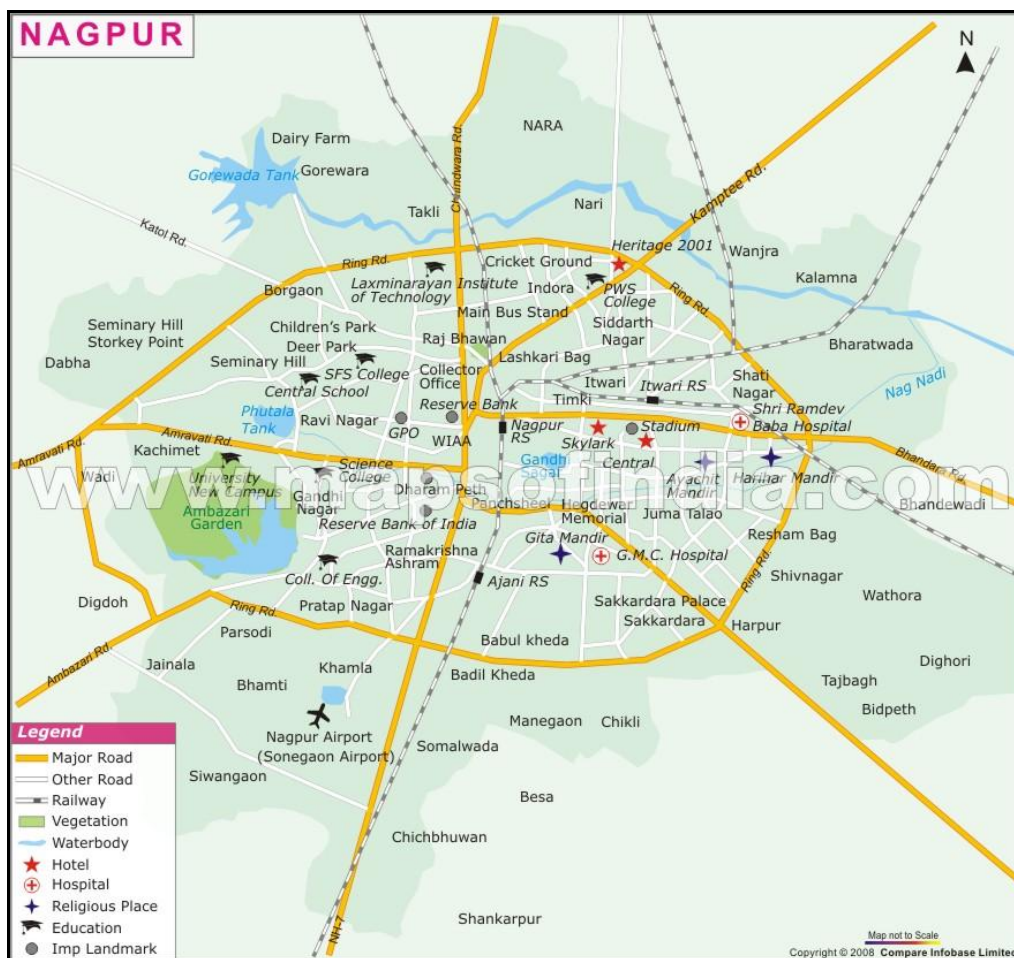 NAGPUR
N
Dairy Farm
Gorewada Tank
Gorewara
NARA
Chindwara Rd.
Kamptee Rd.
Takli
Nari
Katol Rd.
Heritage 2001
Wanjra
Ring Rd.
Cricket Ground
Kalamna
Laxminarayan Institute
of Technology
Indora
PWS
College
Ring Rd.
Borgaon
Main Bus Stand
Siddarth
Nagar
Seminary Hill
Storkey Point
Children's Park
Deer Park
Raj Bhawan
Bharatwada
Dabha
Seminary Hill
SFS College
Collector
Office
Lashkari Bag
Central School
Itwari
Itwari RS
Shati
Nagar
Nag Nadi
Timki
Phutala
Tank
Ravi Nagar
GPO
Reserve Bank
WIAA
Nagpur
RS
Skylark
Stadium
Shri Ramdev
Baba Hospital
Amravati Rd.
Amravati Rd.
Kachimet
Central
Gandhi
Sagar
Bhandara Rd.
www.mapsofindia.com
Wadi
University
New Campus
Science
College
Dharam Peth
Ayachit
Mandir
Harihar Mandir
Ambazari
Garden
Gandhi
Nagar
Panchsheel
Hegdewar
Memorial
Juma Talao
Bhandewadi
Reserve Bank of India
Gita Mandir
Resham Bag
Ramakrishna
Ashram
G.M.C. Hospital
Coll. Of Engg.
Ajani RS
Ring Rd.
Shivnagar
Digdoh
Ring Rd.
Pratap Nagar
Sakkardara Palace
Sakkardara
Wathora
Parsodi
Babul kheda
Harpur
Ambazari Rd.
Jainala
Khamla
Badil Kheda
Dighori
Bhamti
Tajbagh
Bidpeth
Manegaon
Chikli
Nagpur Airport
(Sonegaon Airport)
Somalwada
Siwangaon
Besa
Chichbhuwan
Shankarpur
NH-7
Legend
Major Road
Other Road
Railway
Vegetation
Waterbody
Hotel
Hospital
Religious Place
Education
Imp Landmark
Map not to Scale
Copyright © 2008 Compare Infobase Limited